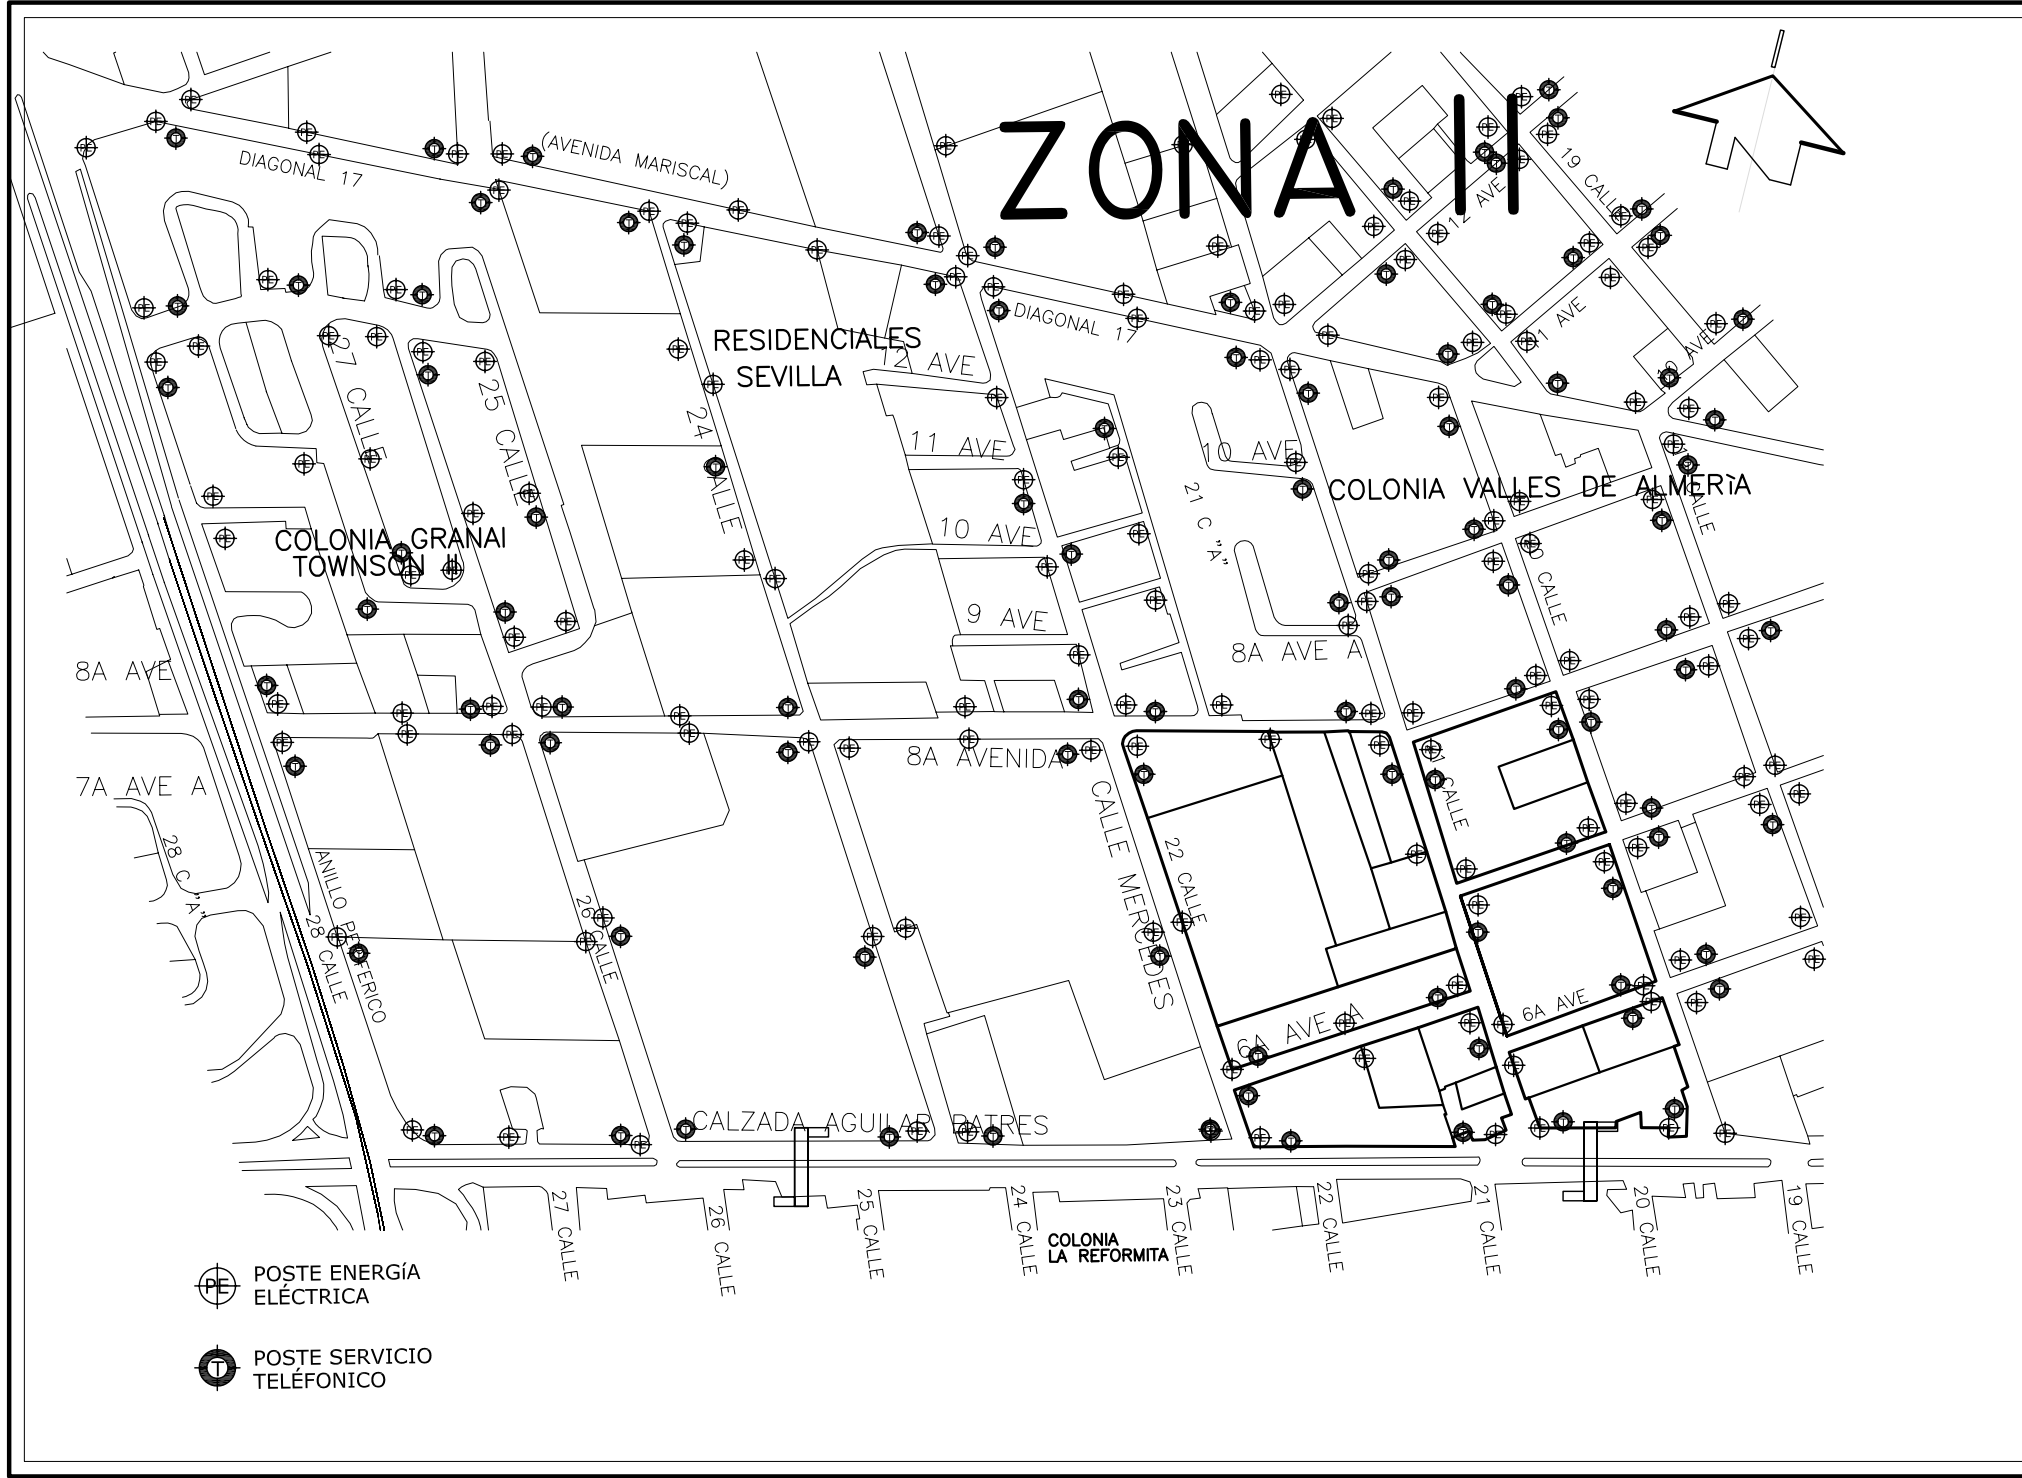 ZONA II
19 CALLE
(AVENIDA MARISCAL)
DIAGONAL 17
12 AVE
DIAGONAL 17
11 AVE
RESIDENCIALES
SEVILLA
12 AVE
10 AVE
27 CALLE
25 CALLE
24 CALLE
11 AVE
10 AVE
COLONIA VALLES DE ALMERìA
21 C "A"
CALLE
COLONIA GRANAI
TOWNSON II
10 AVE
20 CALLE
9 AVE
8A AVE A
8A AVE
8A AVENIDA
7A AVE A
CALLE MERCEDES
21 CALLE
22 CALLE
28 C "A"
ANILLO PERIFERICO
28 CALLE
26 CALLE
6A AVE A
6A AVE
CALZADA AGUILAR BATRES
27 CALLE
26 CALLE
25 CALLE
24 CALLE
23 CALLE
22 CALLE
21 CALLE
20 CALLE
19 CALLE
COLONIA
LA REFORMITA
PE
POSTE ENERGíA
ELÉCTRICA
T
POSTE SERVICIO
TELÉFONICO